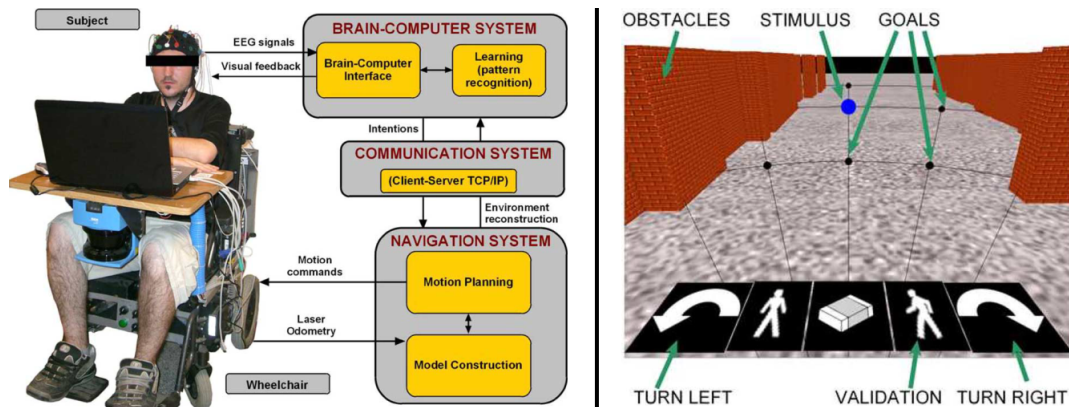 Subject
EEG signals
Visual feedback
BRAIN-COMPUTER SYSTEM
Brain-Computer
Interface
Learning
(pattern
recognition)
Intentions
COMMUNICATION SYSTEM
(Client-Server TCP/IP)
Environment
reconstruction
NAVIGATION SYSTEM
Motion
commands
Motion Planning
Laser
Odometry
Model Construction
Wheelchair
OBSTACLES
STIMULUS
GOALS
TURN LEFT
VALIDATION
TURN RIGHT